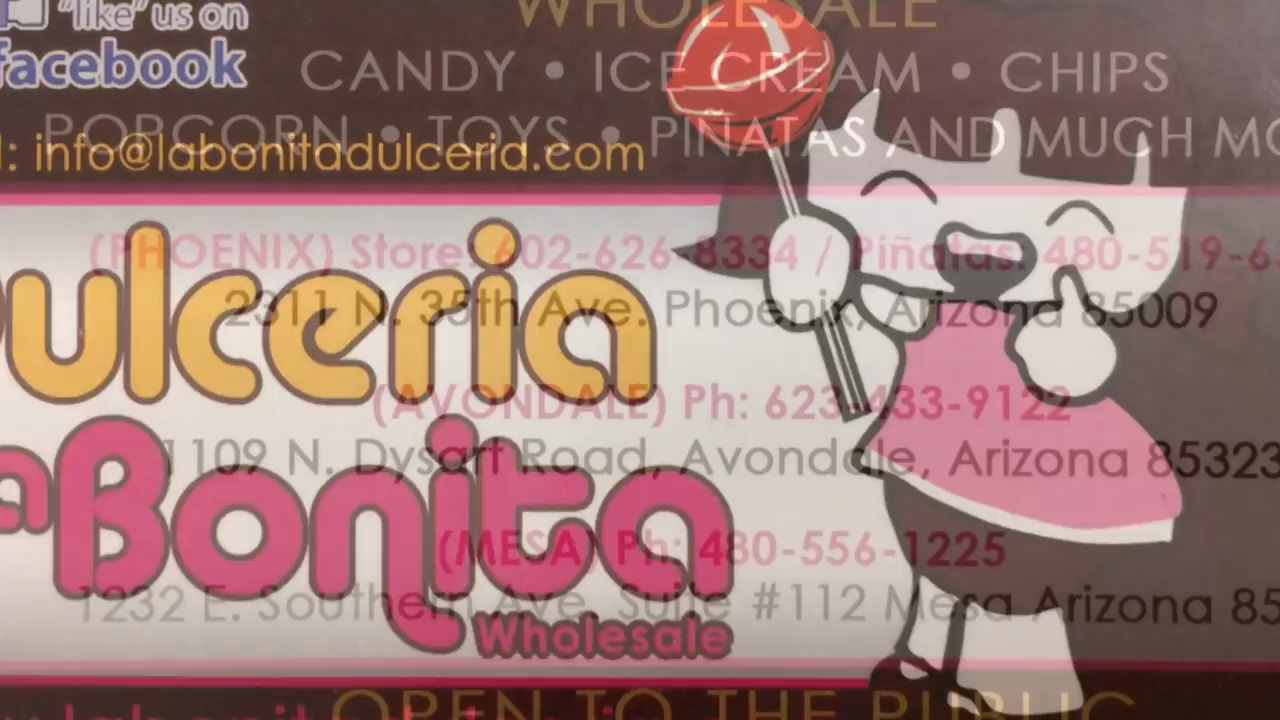 "like" us on
facebook
WHOLESALE
CANDY • ICE CREAM • CHIPS
POPCORN • TOYS • PIÑATAS AND MUCH MO
: info@labonitadulceria.com
(PHOENIX) Store: 602-626-8334 / Piñatas: 480-519-6
2311 N. 35th Ave. Phoenix, Arizona 85009
ulceria
(AVONDALE) Ph: 623-433-9122
1109 N. Dysart Road, Avondale, Arizona 85323
aBonita
(MESA) Ph: 480-556-1225
1232 E. Southern Ave. Suite #112 Mesa Arizona 85
Wholesale
OPEN TO THE PUBLIC